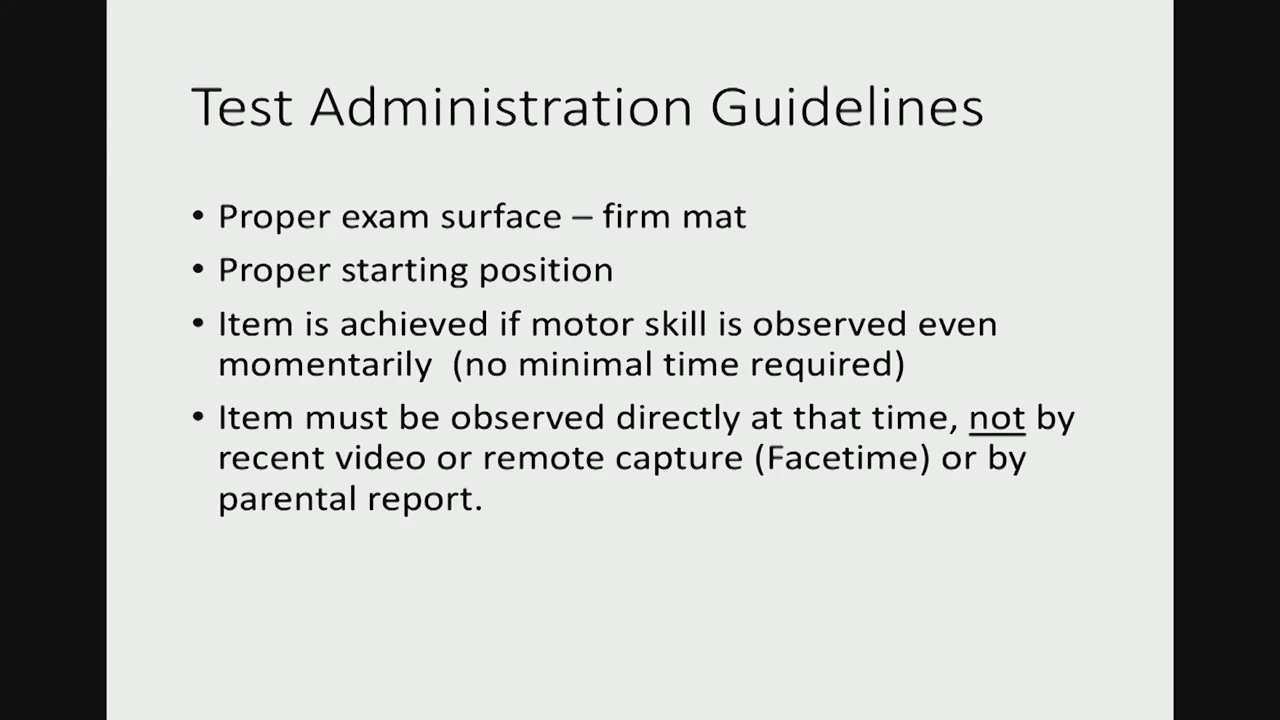 Test Administration Guidelines
• Proper exam surface – firm mat
• Proper starting position
• Item is achieved if motor skill is observed even
momentarily  (no minimal time required)
• Item must be observed directly at that time, not by
recent video or remote capture (Facetime) or by
parental report.